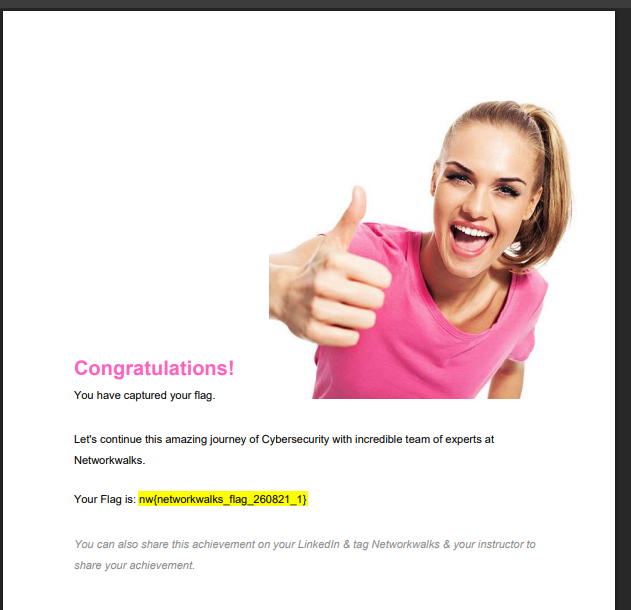 Congratulations!
You have captured your flag.
Let's continue this amazing journey of Cybersecurity with incredible team of experts at
Networkwalks.
Your Flag is: nw{networkwalks_flag_260821_1}
You can also share this achievement on your LinkedIn & tag Networkwalks & your instructor to
share your achievement.